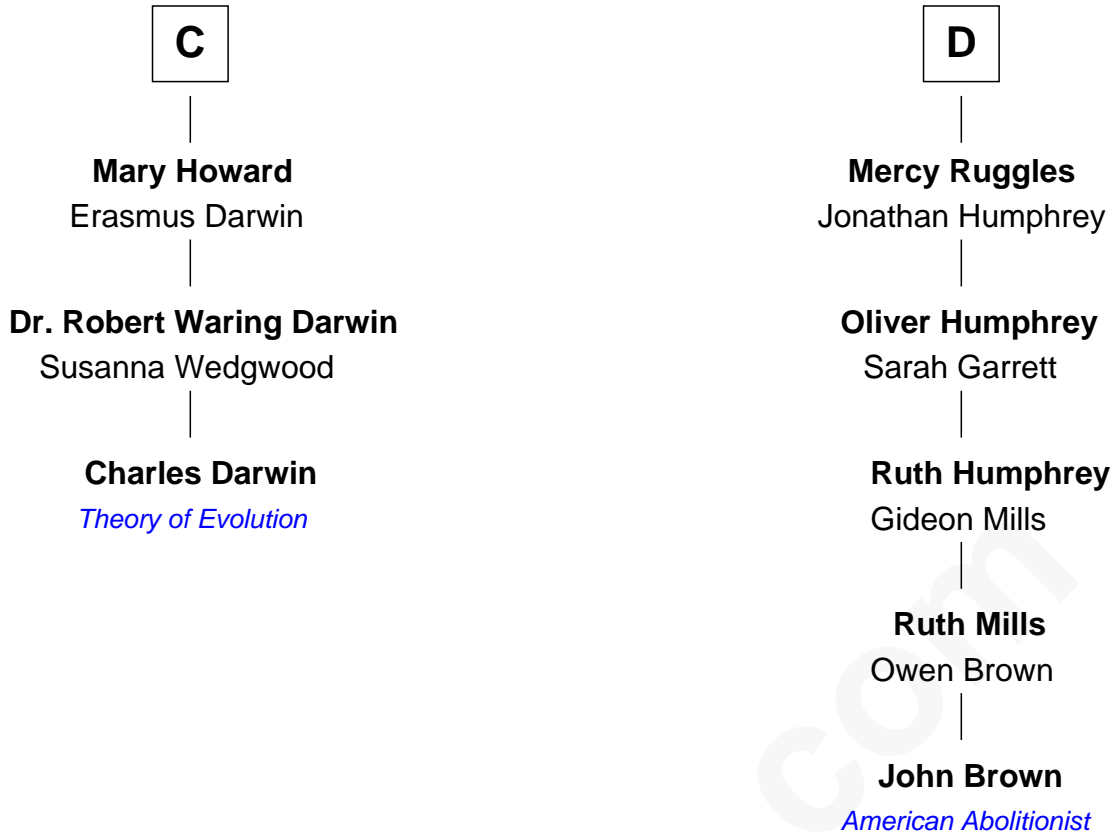 C
Mary Howard
Erasmus Darwin
Dr. Robert Waring Darwin
Susanna Wedgwood
Charles Darwin
Theory of Evolution
D
Mercy Ruggles
Jonathan Humphrey
Oliver Humphrey
Sarah Garrett
Ruth Humphrey
Gideon Mills
Ruth Mills
Owen Brown
John Brown
American Abolitionist
com